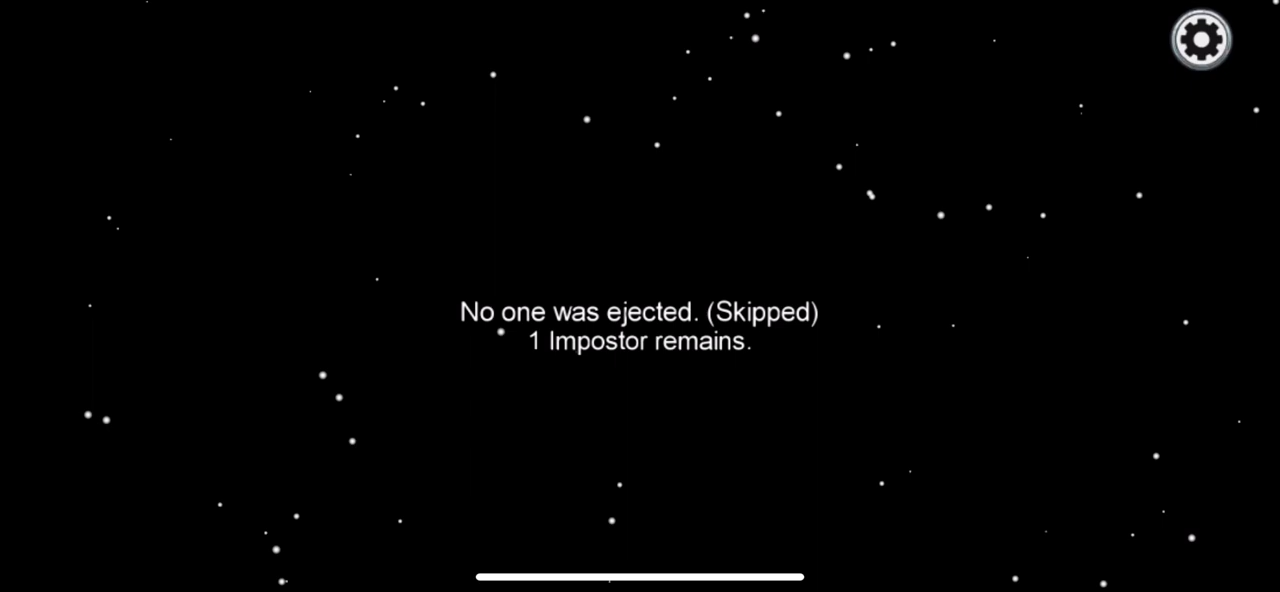 No one was ejected. (Skipped)
1 Impostor remains.